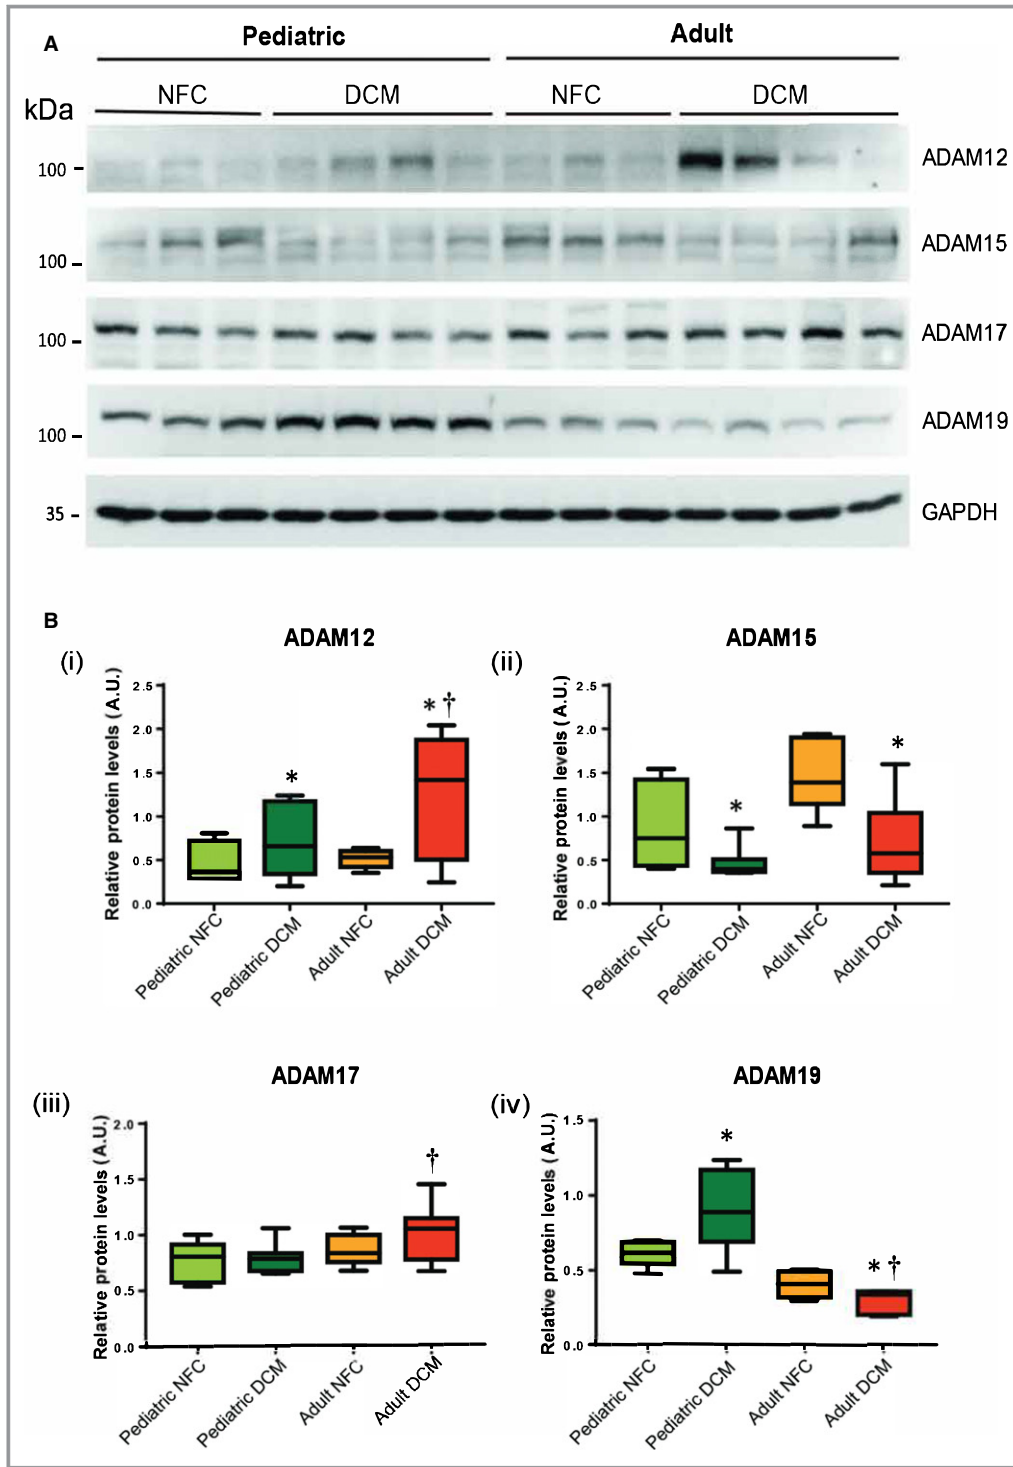 A
Pediatric Adult
NFC DCM NFC DCM
kDa
100 ADAM12
100 ADAM15
100 ADAM17
100 ADAM19
35 GAPDH
B
(i) ADAM12
Relative protein levels (A.U.)
2.5
2.0
1.5
1.0
0.5
0.0
*
* †
Pediatric NFC
Pediatric DCM
Adult NFC
Adult DCM
(ii) ADAM15
Relative protein levels (A.U.)
2.5
2.0
1.5
1.0
0.5
0.0
*
*
Pediatric NFC
Pediatric DCM
Adult NFC
Adult DCM
(iii) ADAM17
Relative protein levels (A.U.)
2.0
1.5
1.0
0.5
0.0
†
Pediatric NFC
Pediatric DCM
Adult NFC
Adult DCM
(iv) ADAM19
Relative protein levels (A.U.)
1.5
1.0
0.5
0.0
*
* †
Pediatric NFC
Pediatric DCM
Adult NFC
Adult DCM